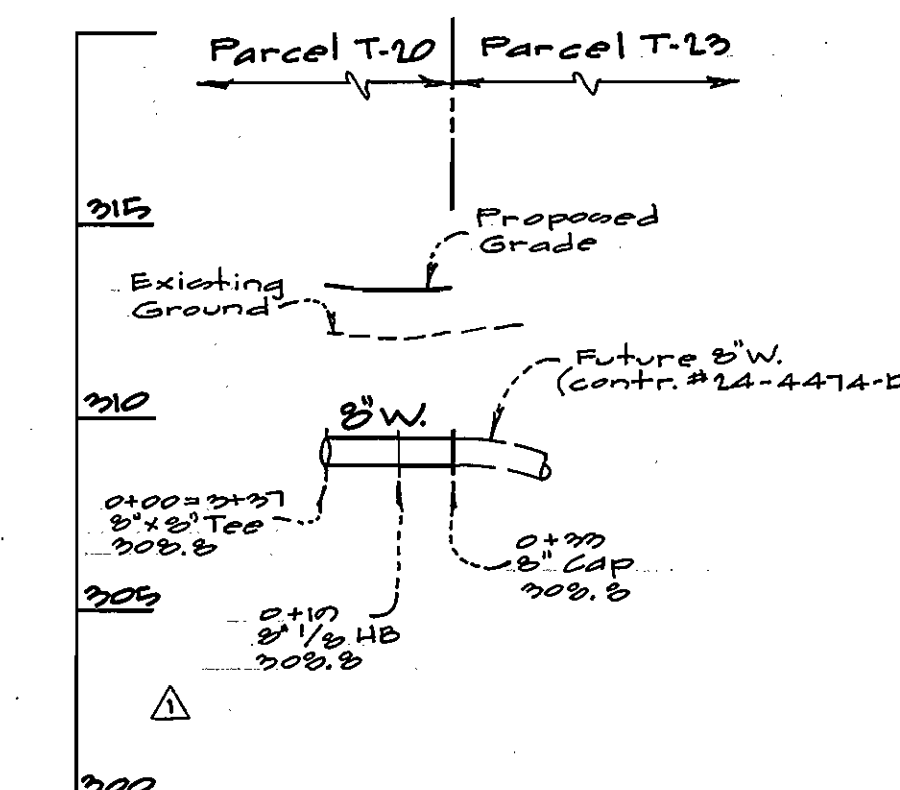 Parcel T-20
Parcel T-23
315
Proposed
Grade
Existing
Ground
Future 8"W.
(contr. #24-4474-D
310
8"W.
0+00=3+37
8"x8" Tee
308.8
0+33
8" Cap
308.8
305
0+19
8" 1/8 HB
308.8
1
300